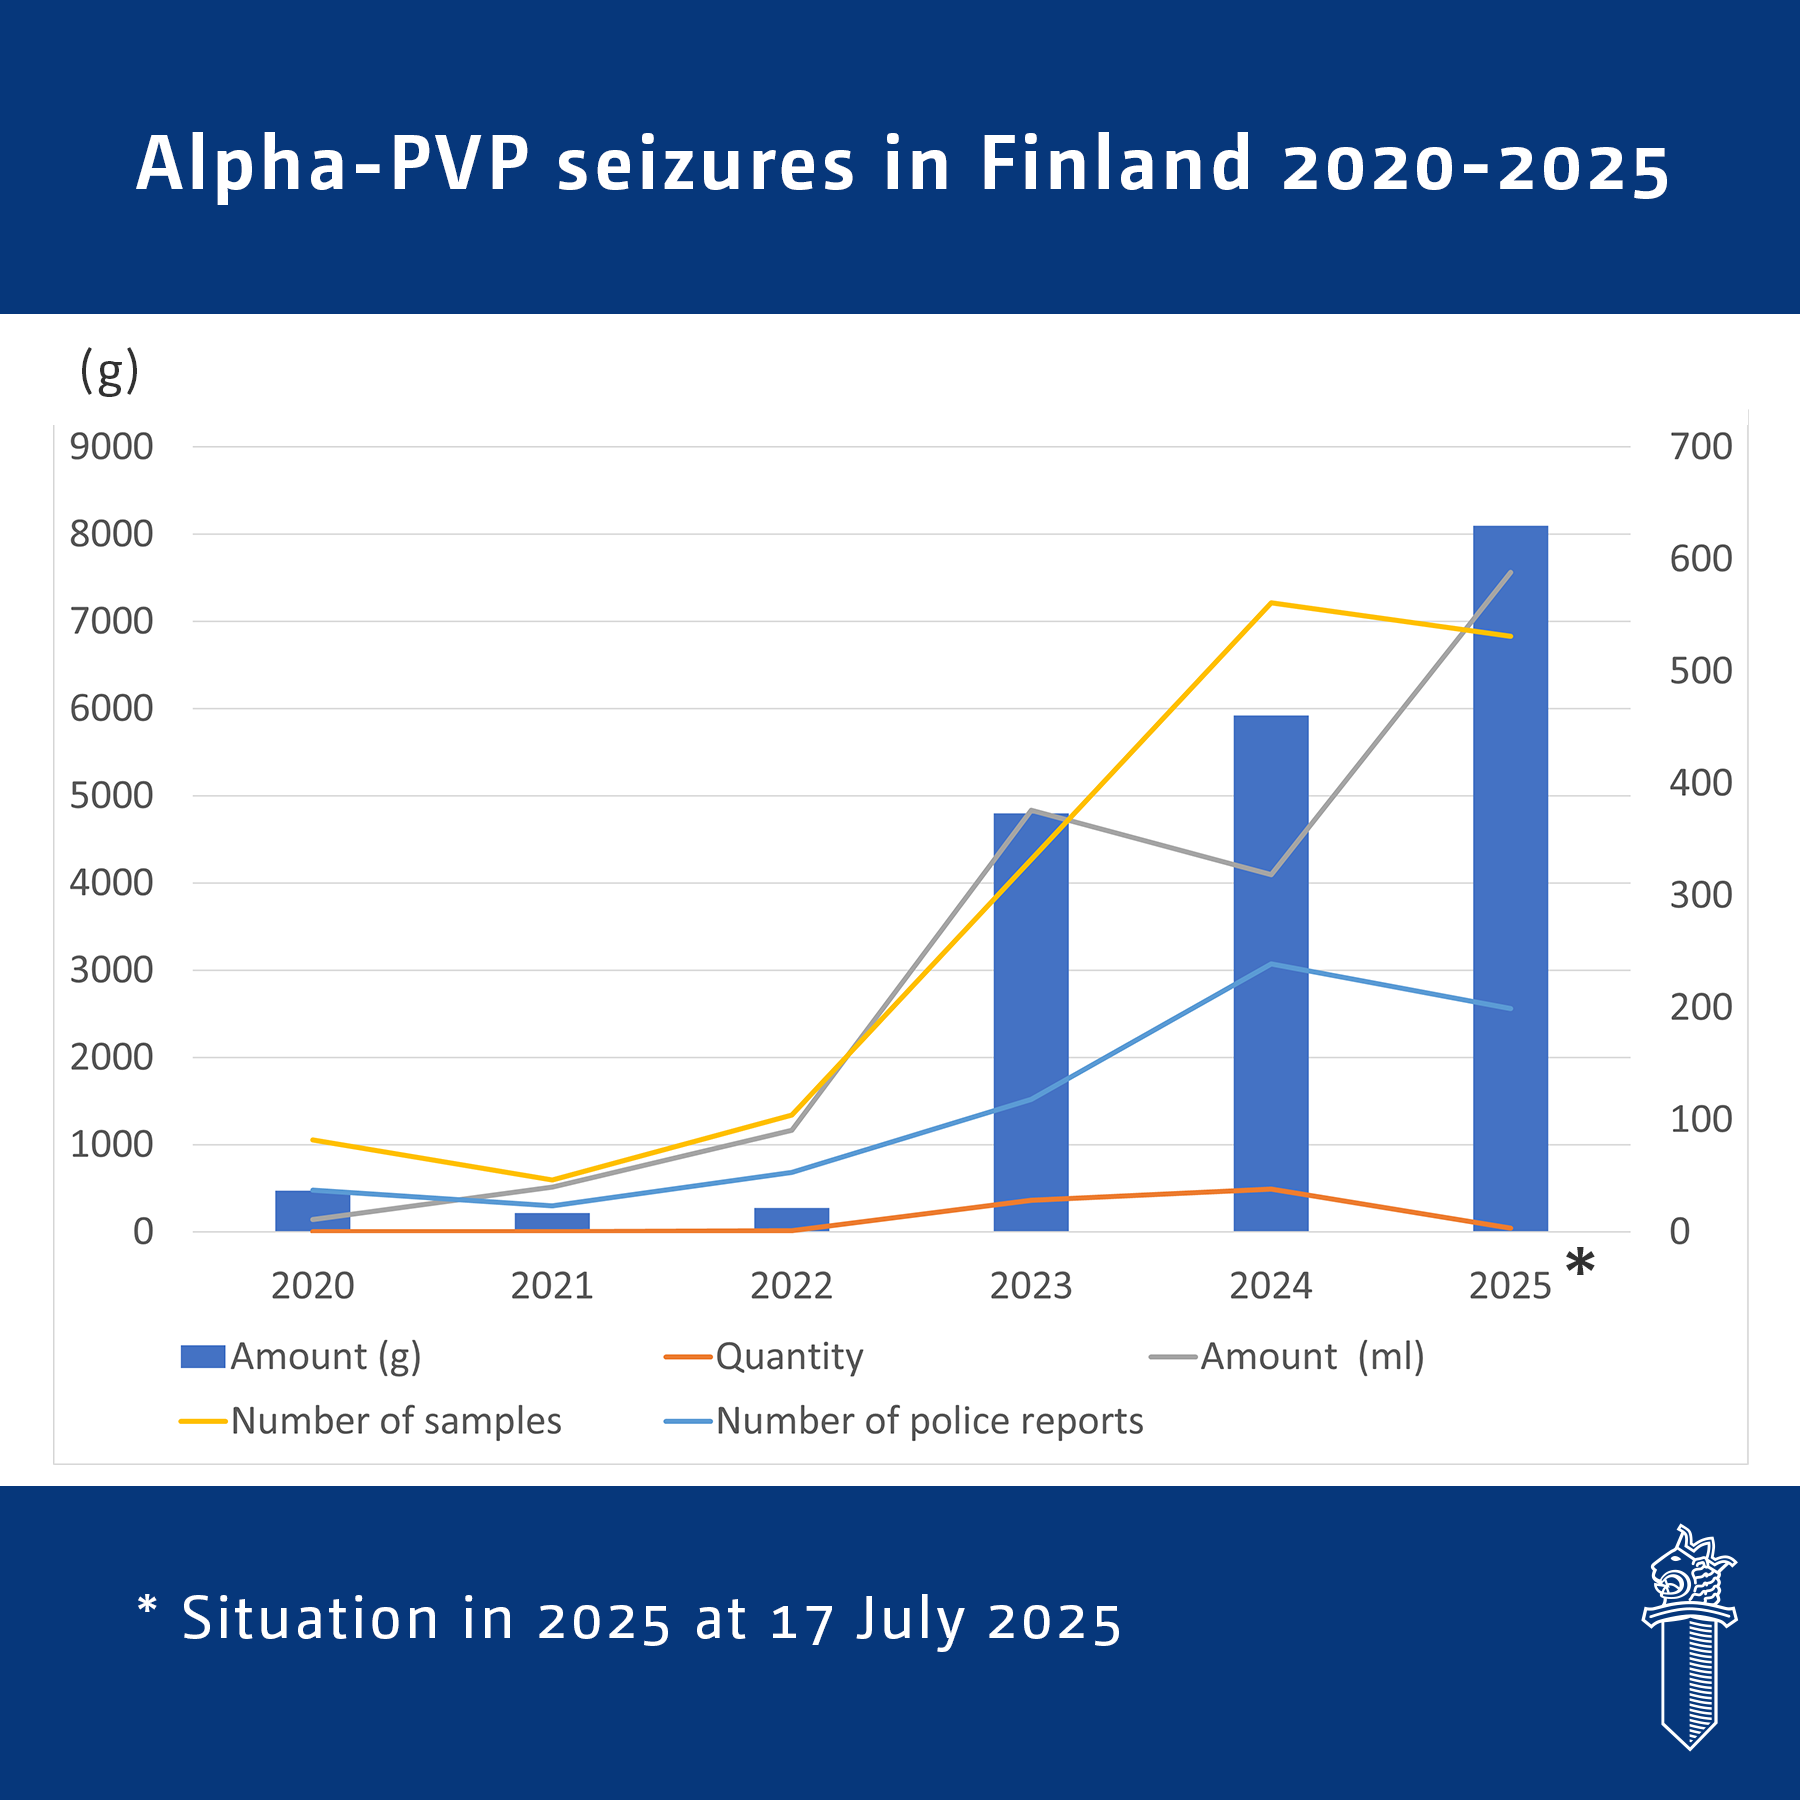 Alpha-PVP seizures in Finland 2020-2025
(g)
9000 700
8000
600
7000
500
6000
5000 400
4000
300
3000
200
2000
1000 100
0 0
2020 2021 2022 2023 2024 2025 *
Amount (g) Quantity Amount (ml)
Number of samples Number of police reports
* Situation in 2025 at 17 July 2025